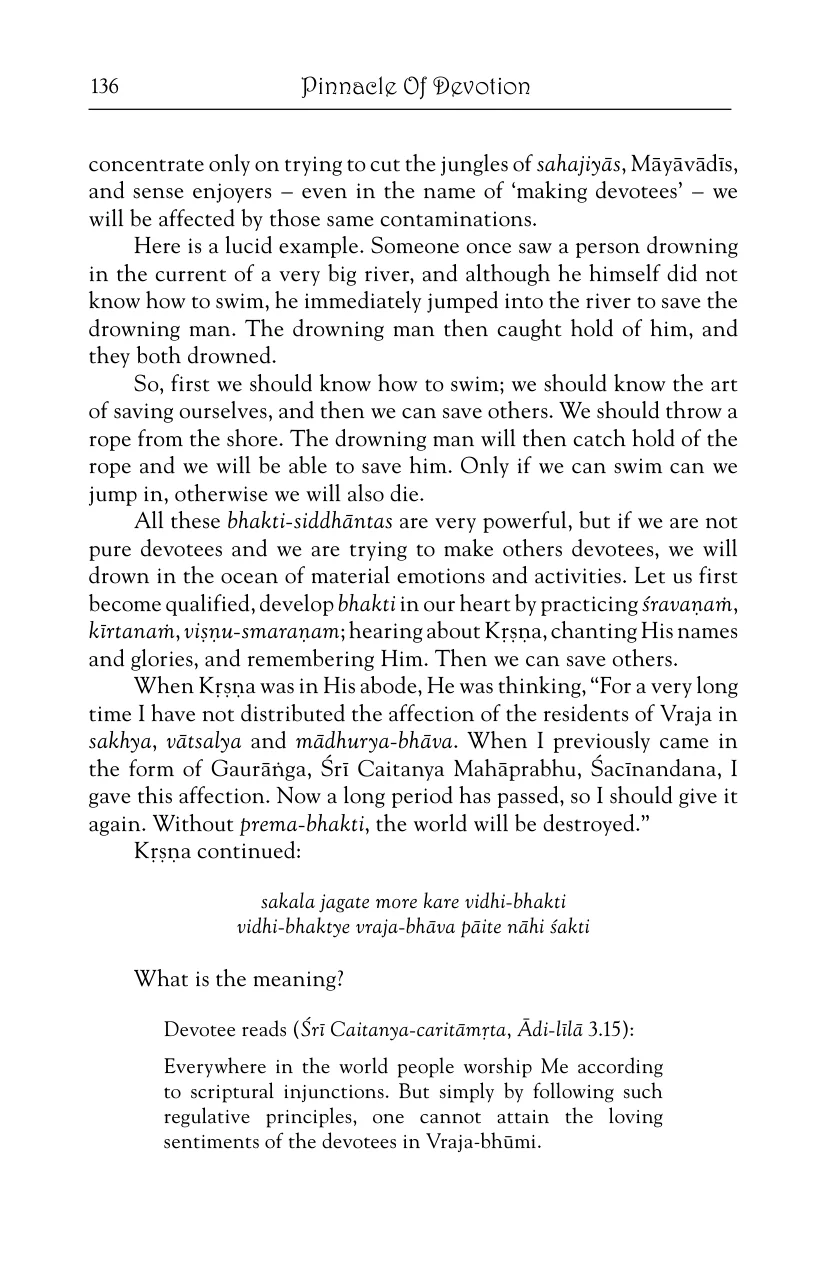 136
Pinnacle Of Devotion
concentrate only on trying to cut the jungles of sahajiyās, Māyāvādīs,
and sense enjoyers – even in the name of ‘making devotees’ – we
will be affected by those same contaminations.
Here is a lucid example. Someone once saw a person drowning
in the current of a very big river, and although he himself did not
know how to swim, he immediately jumped into the river to save the
drowning man. The drowning man then caught hold of him, and
they both drowned.
So, first we should know how to swim; we should know the art
of saving ourselves, and then we can save others. We should throw a
rope from the shore. The drowning man will then catch hold of the
rope and we will be able to save him. Only if we can swim can we
jump in, otherwise we will also die.
All these bhakti-siddhāntas are very powerful, but if we are not
pure devotees and we are trying to make others devotees, we will
drown in the ocean of material emotions and activities. Let us first
become qualified, develop bhakti in our heart by practicing śravaṇaṁ,
kīrtanaṁ, viṣṇu-smaraṇam; hearing about Kṛṣṇa, chanting His names
and glories, and remembering Him. Then we can save others.
When Kṛṣṇa was in His abode, He was thinking, “For a very long
time I have not distributed the affection of the residents of Vraja in
sakhya, vātsalya and mādhurya-bhāva. When I previously came in
the form of Gaurāṅga, Śrī Caitanya Mahāprabhu, Śacīnandana, I
gave this affection. Now a long period has passed, so I should give it
again. Without prema-bhakti, the world will be destroyed.”
Kṛṣṇa continued:
sakala jagate more kare vidhi-bhakti
vidhi-bhaktye vraja-bhāva pāite nāhi śakti
What is the meaning?
Devotee reads (Śrī Caitanya-caritāmṛta, Ādi-līlā 3.15):
Everywhere in the world people worship Me according
to scriptural injunctions. But simply by following such
regulative principles, one cannot attain the loving
sentiments of the devotees in Vraja-bhūmi.